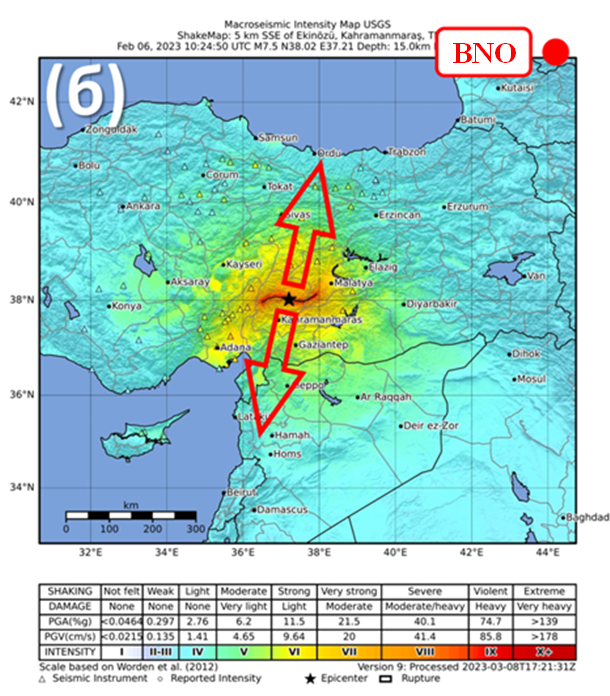 Macroseismic Intensity Map USGS
ShakeMap: 5 km SSE of Ekinözü, Kahramanmaraş, T
Feb 06, 2023 10:24:50 UTC M7.5 N38.02 E37.21 Depth: 15.0km
BNO
(б)
42°N
40°N
38°N
36°N
34°N
Kutaisi
Batumi
Zonguldak
Samsun
Ordu
Trabzon
Bolu
Corum
Tokat
Ankara
Sivas
Erzincan
Erzurum
Kayseri
Elazig
Aksaray
Malatya
Van
Konya
Kahramanmaras
Diyarbakir
Adana
Gaziantep
Dihok
Mosul
eppo
Ar Raqqah
Lata
Deir ez-Zor
Hamah
Homs
Beirut
Damascus
Baghdad
km
0 100 200 300
32°E 34°E 36°E 38°E 40°E 42°E 44°E
SHAKING Not felt Weak Light Moderate Strong Very strong Severe Violent Extreme
DAMAGE None None None Very light Light Moderate Moderate/heavy Heavy Very heavy
PGA(%g) <0.0464 0.297 2.76 6.2 11.5 21.5 40.1 74.7 >139
PGV(cm/s) <0.0215 0.135 1.41 4.65 9.64 20 41.4 85.8 >178
INTENSITY I II-III IV V VI VII VIII IX X+
Scale based on Worden et al. (2012) Version 9: Processed 2023-03-08T17:21:31Z
△ Seismic Instrument ○ Reported Intensity ★ Epicenter □ Rupture